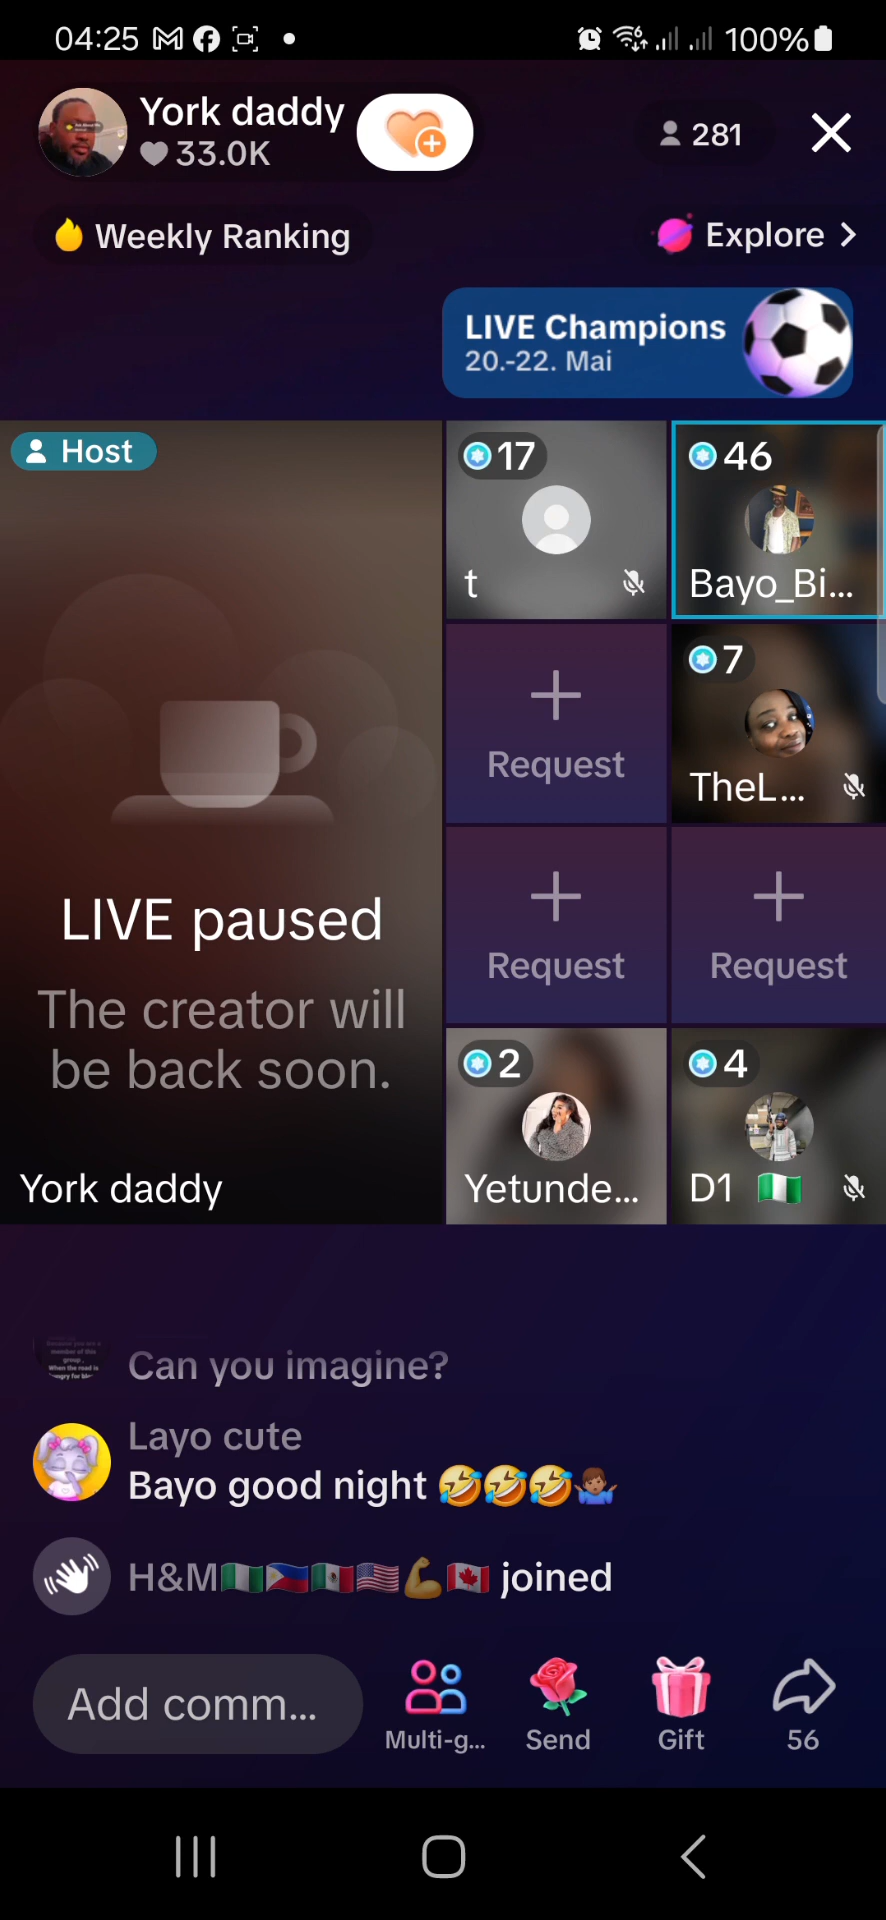 04:25
100%
York daddy
33.0K
281
Weekly Ranking
Explore
LIVE Champions
20.-22. Mai
Host
17
t
46
Bayo_Bi...
Request
7
TheL...
LIVE paused
The creator will
be back soon.
York daddy
Request
Request
2
Yetunde...
4
D1 🇳🇬
Can you imagine?
Layo cute
Bayo good night 🤣🤣🤣🤷🏾‍♂️
H&M🇳🇬🇵🇭🇲🇽🇺🇸💪🇨🇦 joined
Add comm...
Multi-g...
Send
Gift
56